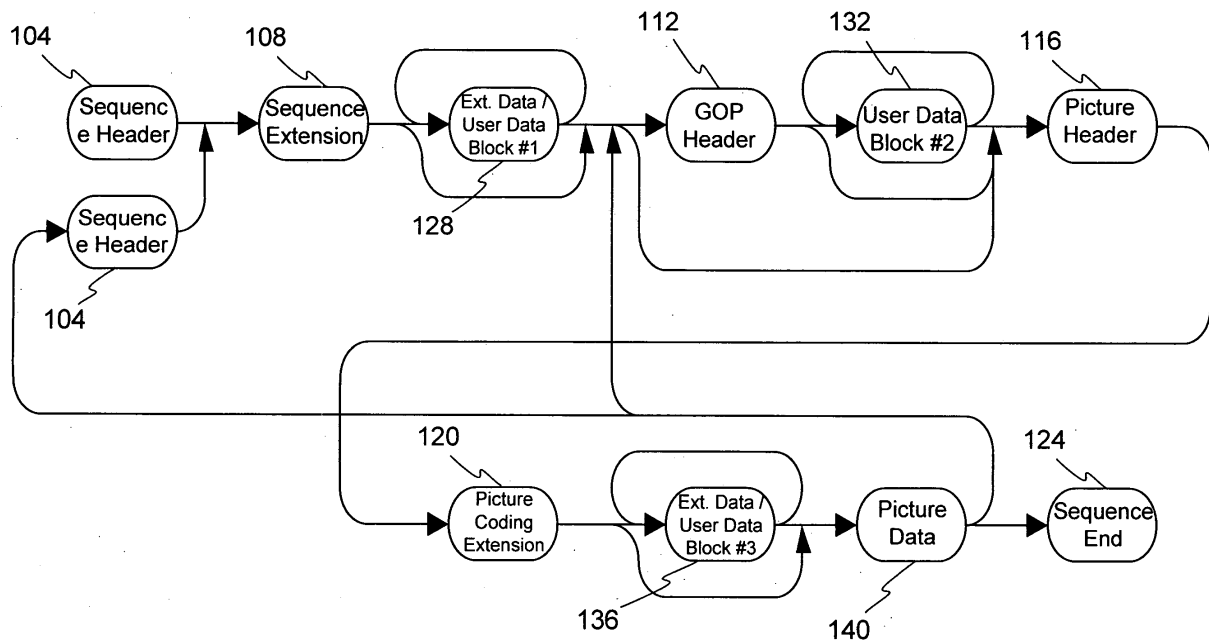 104
108
112
132
116
Sequenc
e Header
Sequence
Extension
Ext. Data /
User Data
Block #1
GOP
Header
User Data
Block #2
Picture
Header
Sequenc
e Header
128
104
120
124
Picture
Coding
Extension
Ext. Data /
User Data
Block #3
Picture
Data
Sequence
End
136
140